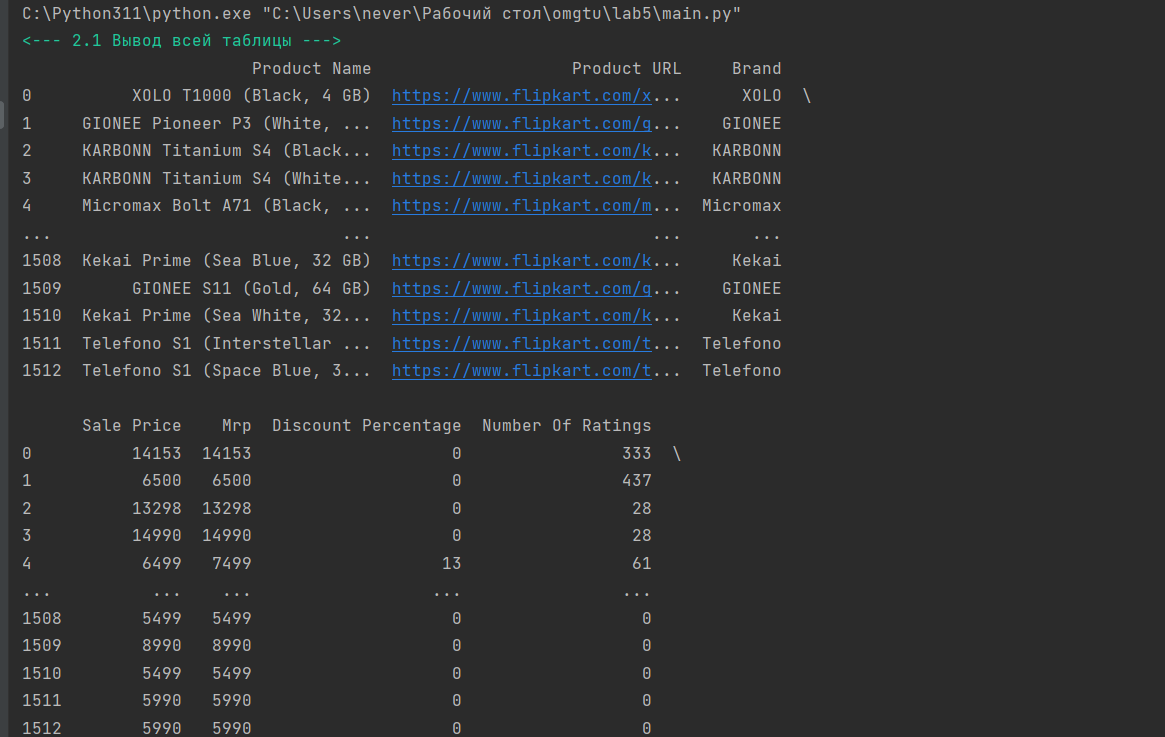 C:\Python311\python.exe "C:\Users\never\Рабочий стол\omgtu\lab5\main.py"
<--- 2.1 Вывод всей таблицы --->
Product Name Product URL Brand
0 XOLO T1000 (Black, 4 GB) https://www.flipkart.com/x... XOLO \
1 GIONEE Pioneer P3 (White, ... https://www.flipkart.com/g... GIONEE
2 KARBONN Titanium S4 (Black... https://www.flipkart.com/k... KARBONN
3 KARBONN Titanium S4 (White... https://www.flipkart.com/k... KARBONN
4 Micromax Bolt A71 (Black, ... https://www.flipkart.com/m... Micromax
... ... ... ...
1508 Kekai Prime (Sea Blue, 32 GB) https://www.flipkart.com/k... Kekai
1509 GIONEE S11 (Gold, 64 GB) https://www.flipkart.com/g... GIONEE
1510 Kekai Prime (Sea White, 32... https://www.flipkart.com/k... Kekai
1511 Telefono S1 (Interstellar ... https://www.flipkart.com/t... Telefono
1512 Telefono S1 (Space Blue, 3... https://www.flipkart.com/t... Telefono
Sale Price Mrp Discount Percentage Number Of Ratings
0 14153 14153 0 333 \
1 6500 6500 0 437
2 13298 13298 0 28
3 14990 14990 0 28
4 6499 7499 13 61
... ... ... ... ...
1508 5499 5499 0 0
1509 8990 8990 0 0
1510 5499 5499 0 0
1511 5990 5990 0 0
1512 5990 5990 0 0